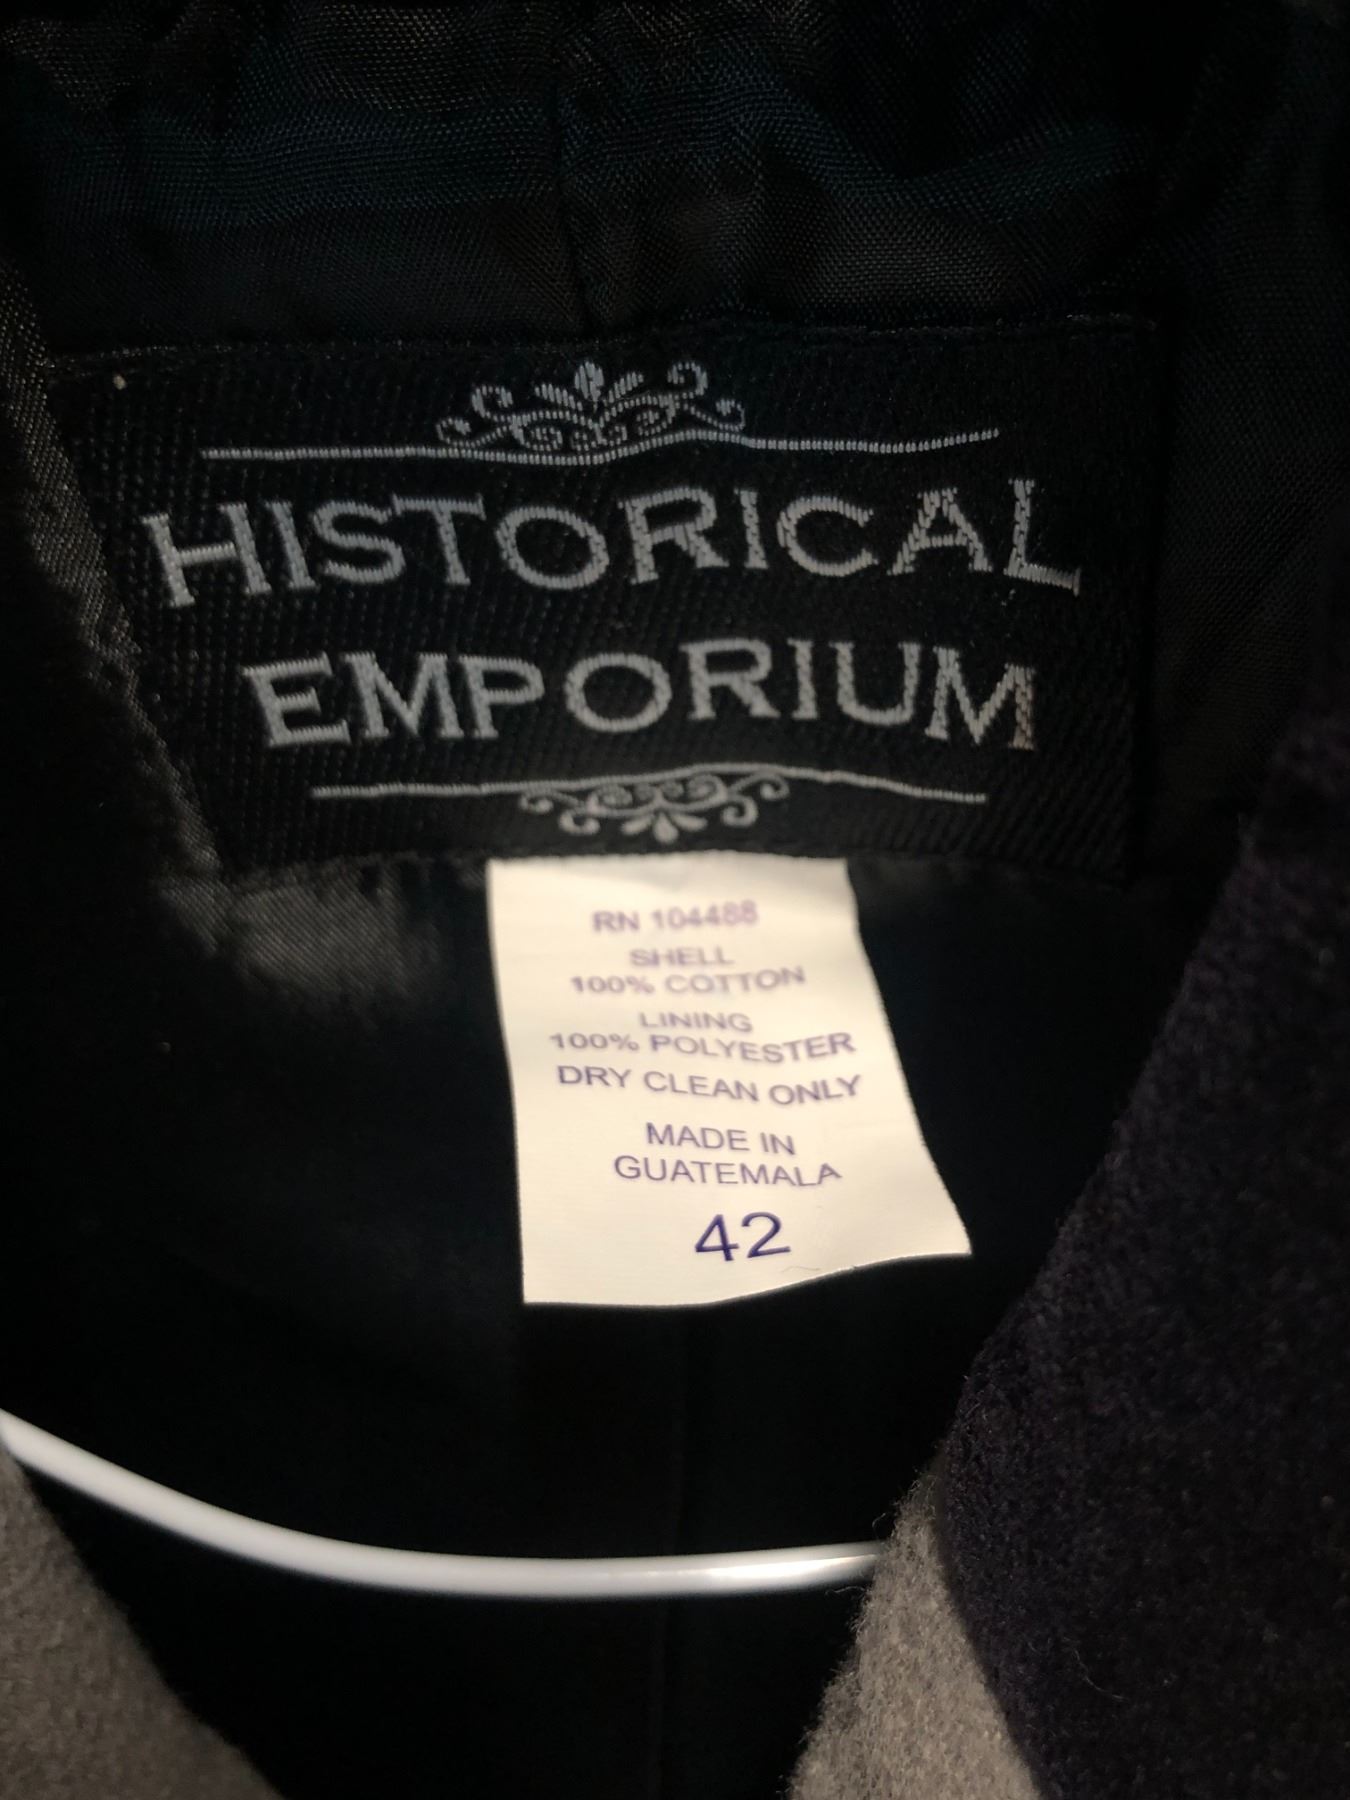 HISTORICAL
EMPORIUM
RN 104488
SHELL
100% COTTON
LINING
100% POLYESTER
DRY CLEAN ONLY
MADE IN
GUATEMALA
42